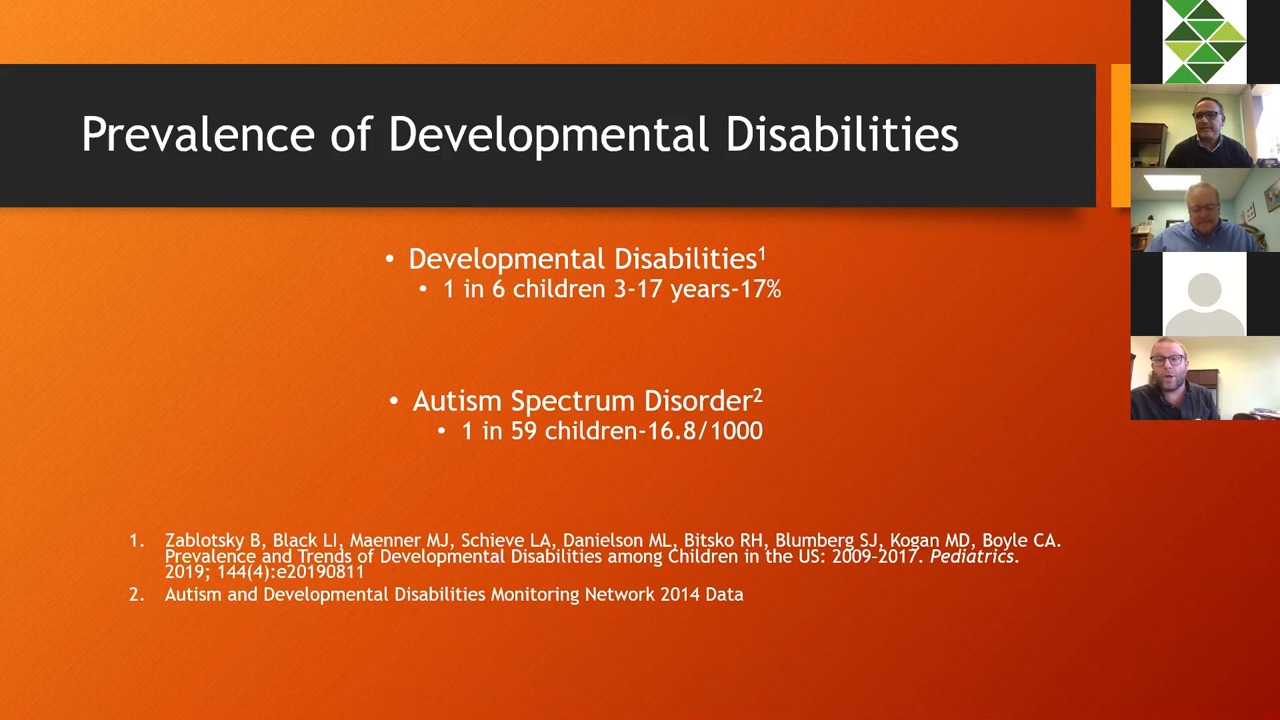 Prevalence of Developmental Disabilities
• Developmental Disabilities¹
• 1 in 6 children 3-17 years-17%
• Autism Spectrum Disorder²
• 1 in 59 children-16.8/1000
1. Zablotsky B, Black LI, Maenner MJ, Schieve LA, Danielson ML, Bitsko RH, Blumberg SJ, Kogan MD, Boyle CA.
Prevalence and Trends of Developmental Disabilities among Children in the US: 2009–2017. Pediatrics.
2019; 144(4):e20190811
2. Autism and Developmental Disabilities Monitoring Network 2014 Data